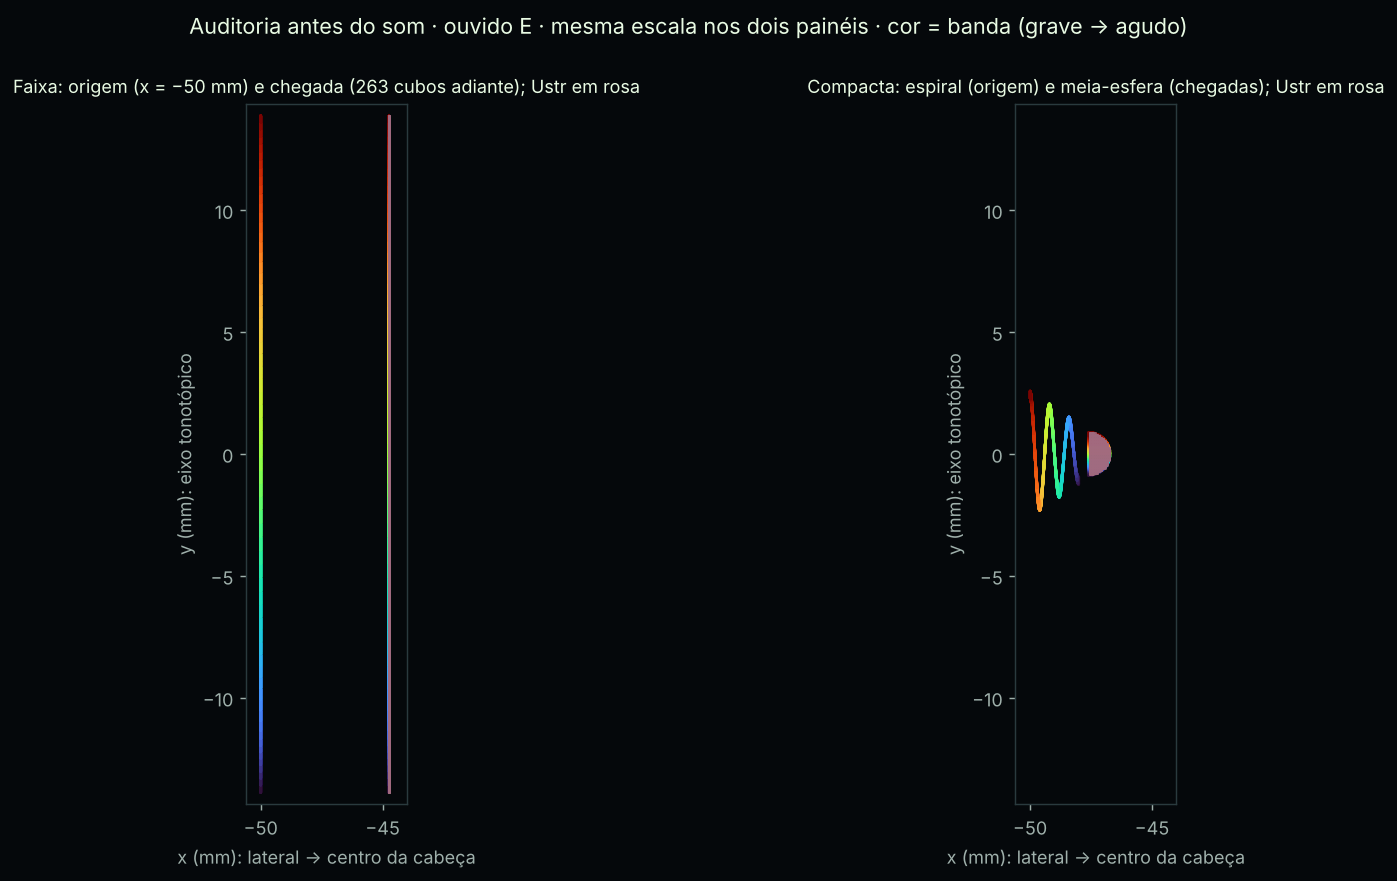 Auditoria antes do som · ouvido E · mesma escala nos dois painéis · cor = banda (grave → agudo)
Faixa: origem (x = −50 mm) e chegada (263 cubos adiante); Ustr em rosa
10
5
0
−5
−10
y (mm): eixo tonotópico
−50
−45
x (mm): lateral → centro da cabeça
Compacta: espiral (origem) e meia-esfera (chegadas); Ustr em rosa
10
5
0
−5
−10
y (mm): eixo tonotópico
−50
−45
x (mm): lateral → centro da cabeça